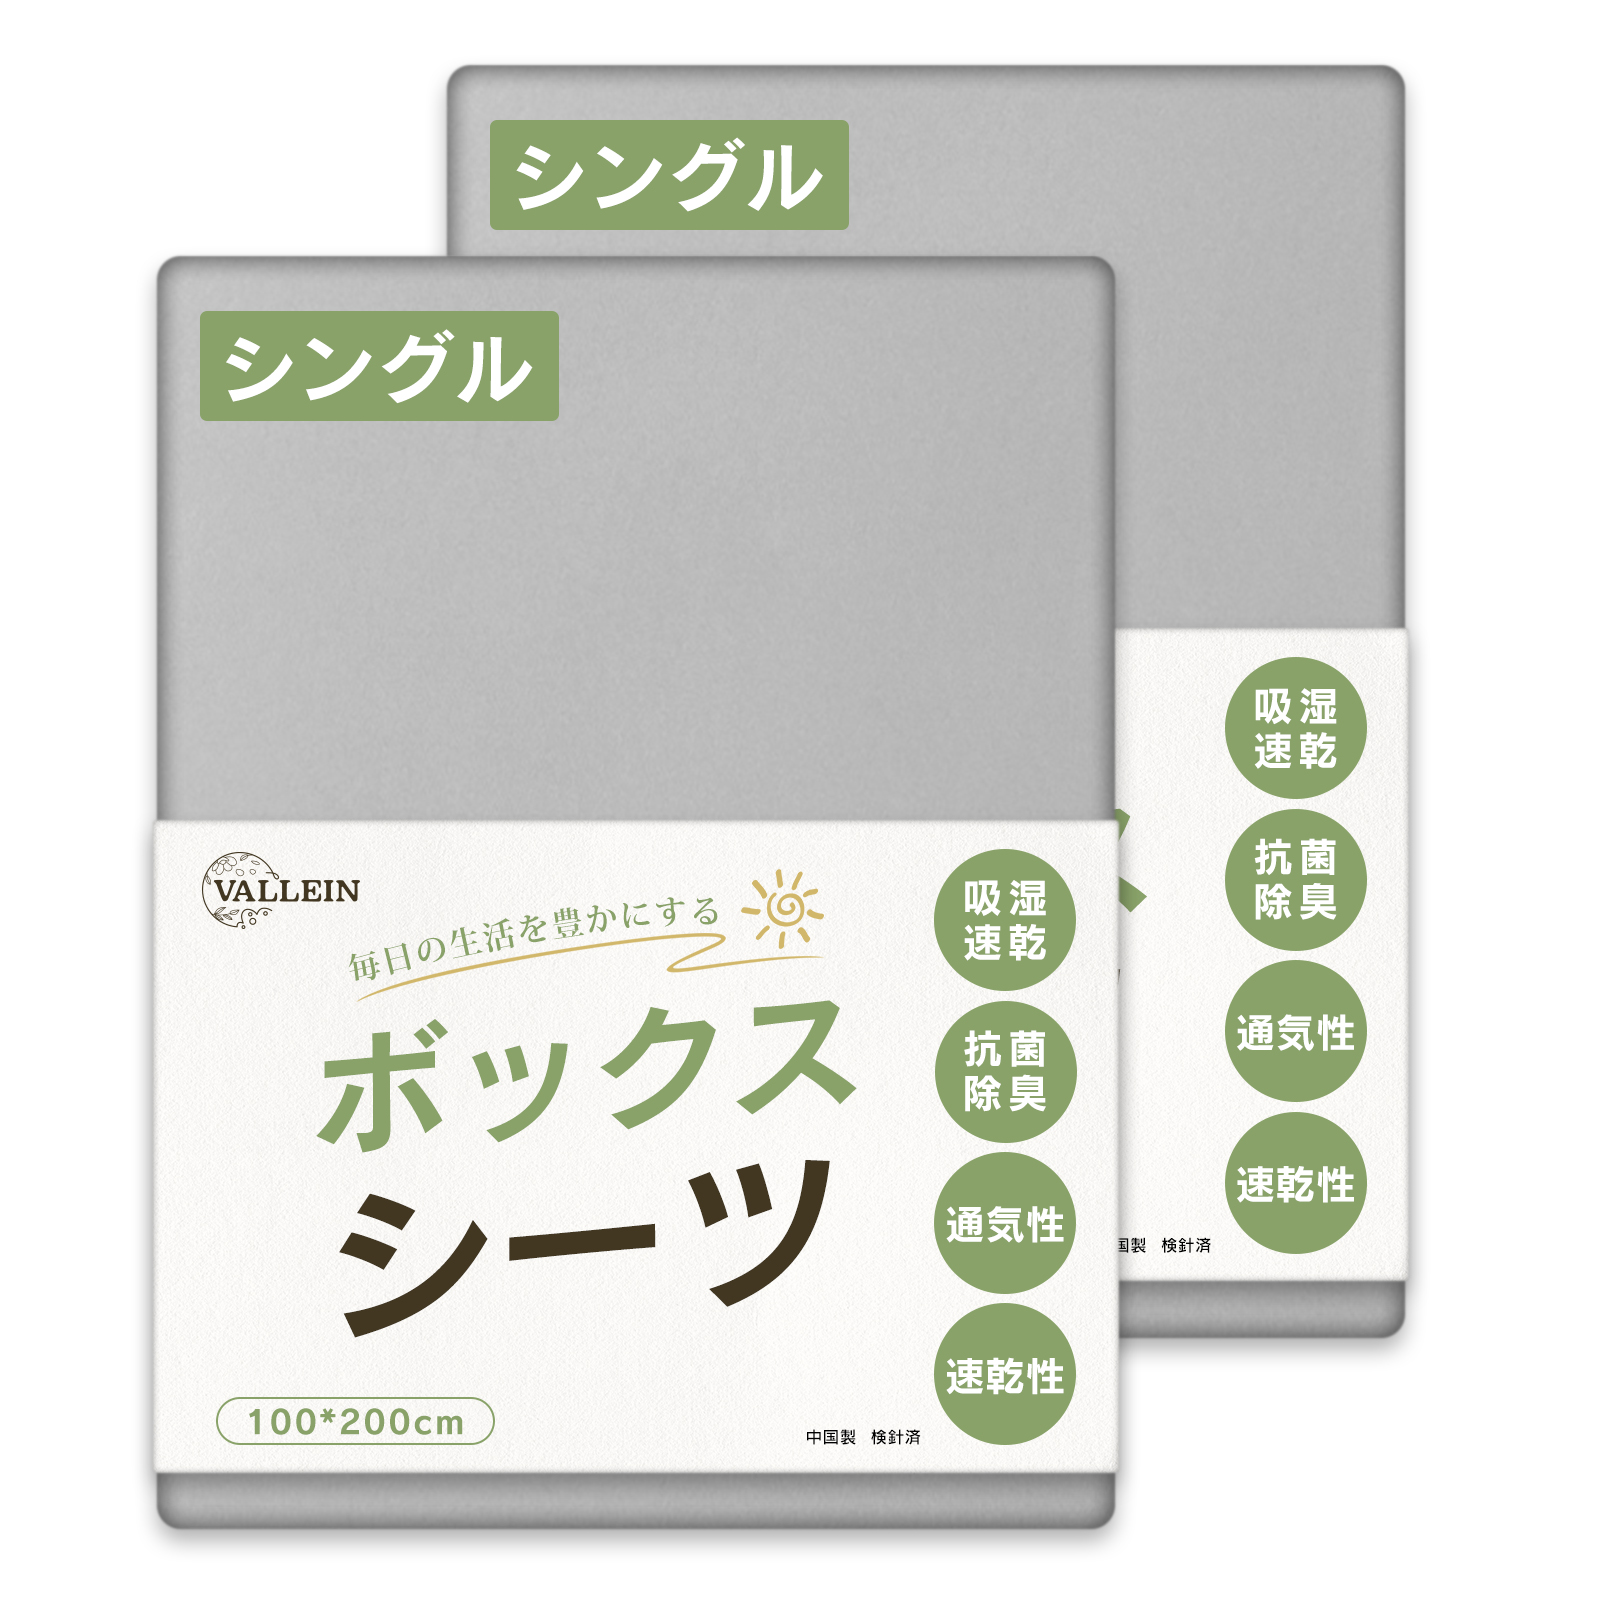 シングル
シングル
VALLEIN
毎日の生活を豊かにする
ボックス
シーツ
100*200cm
中国製 検針済
吸湿
速乾
抗菌
除臭
通気性
速乾性
吸湿
速乾
抗菌
除臭
通気性
速乾性
国製 検針済